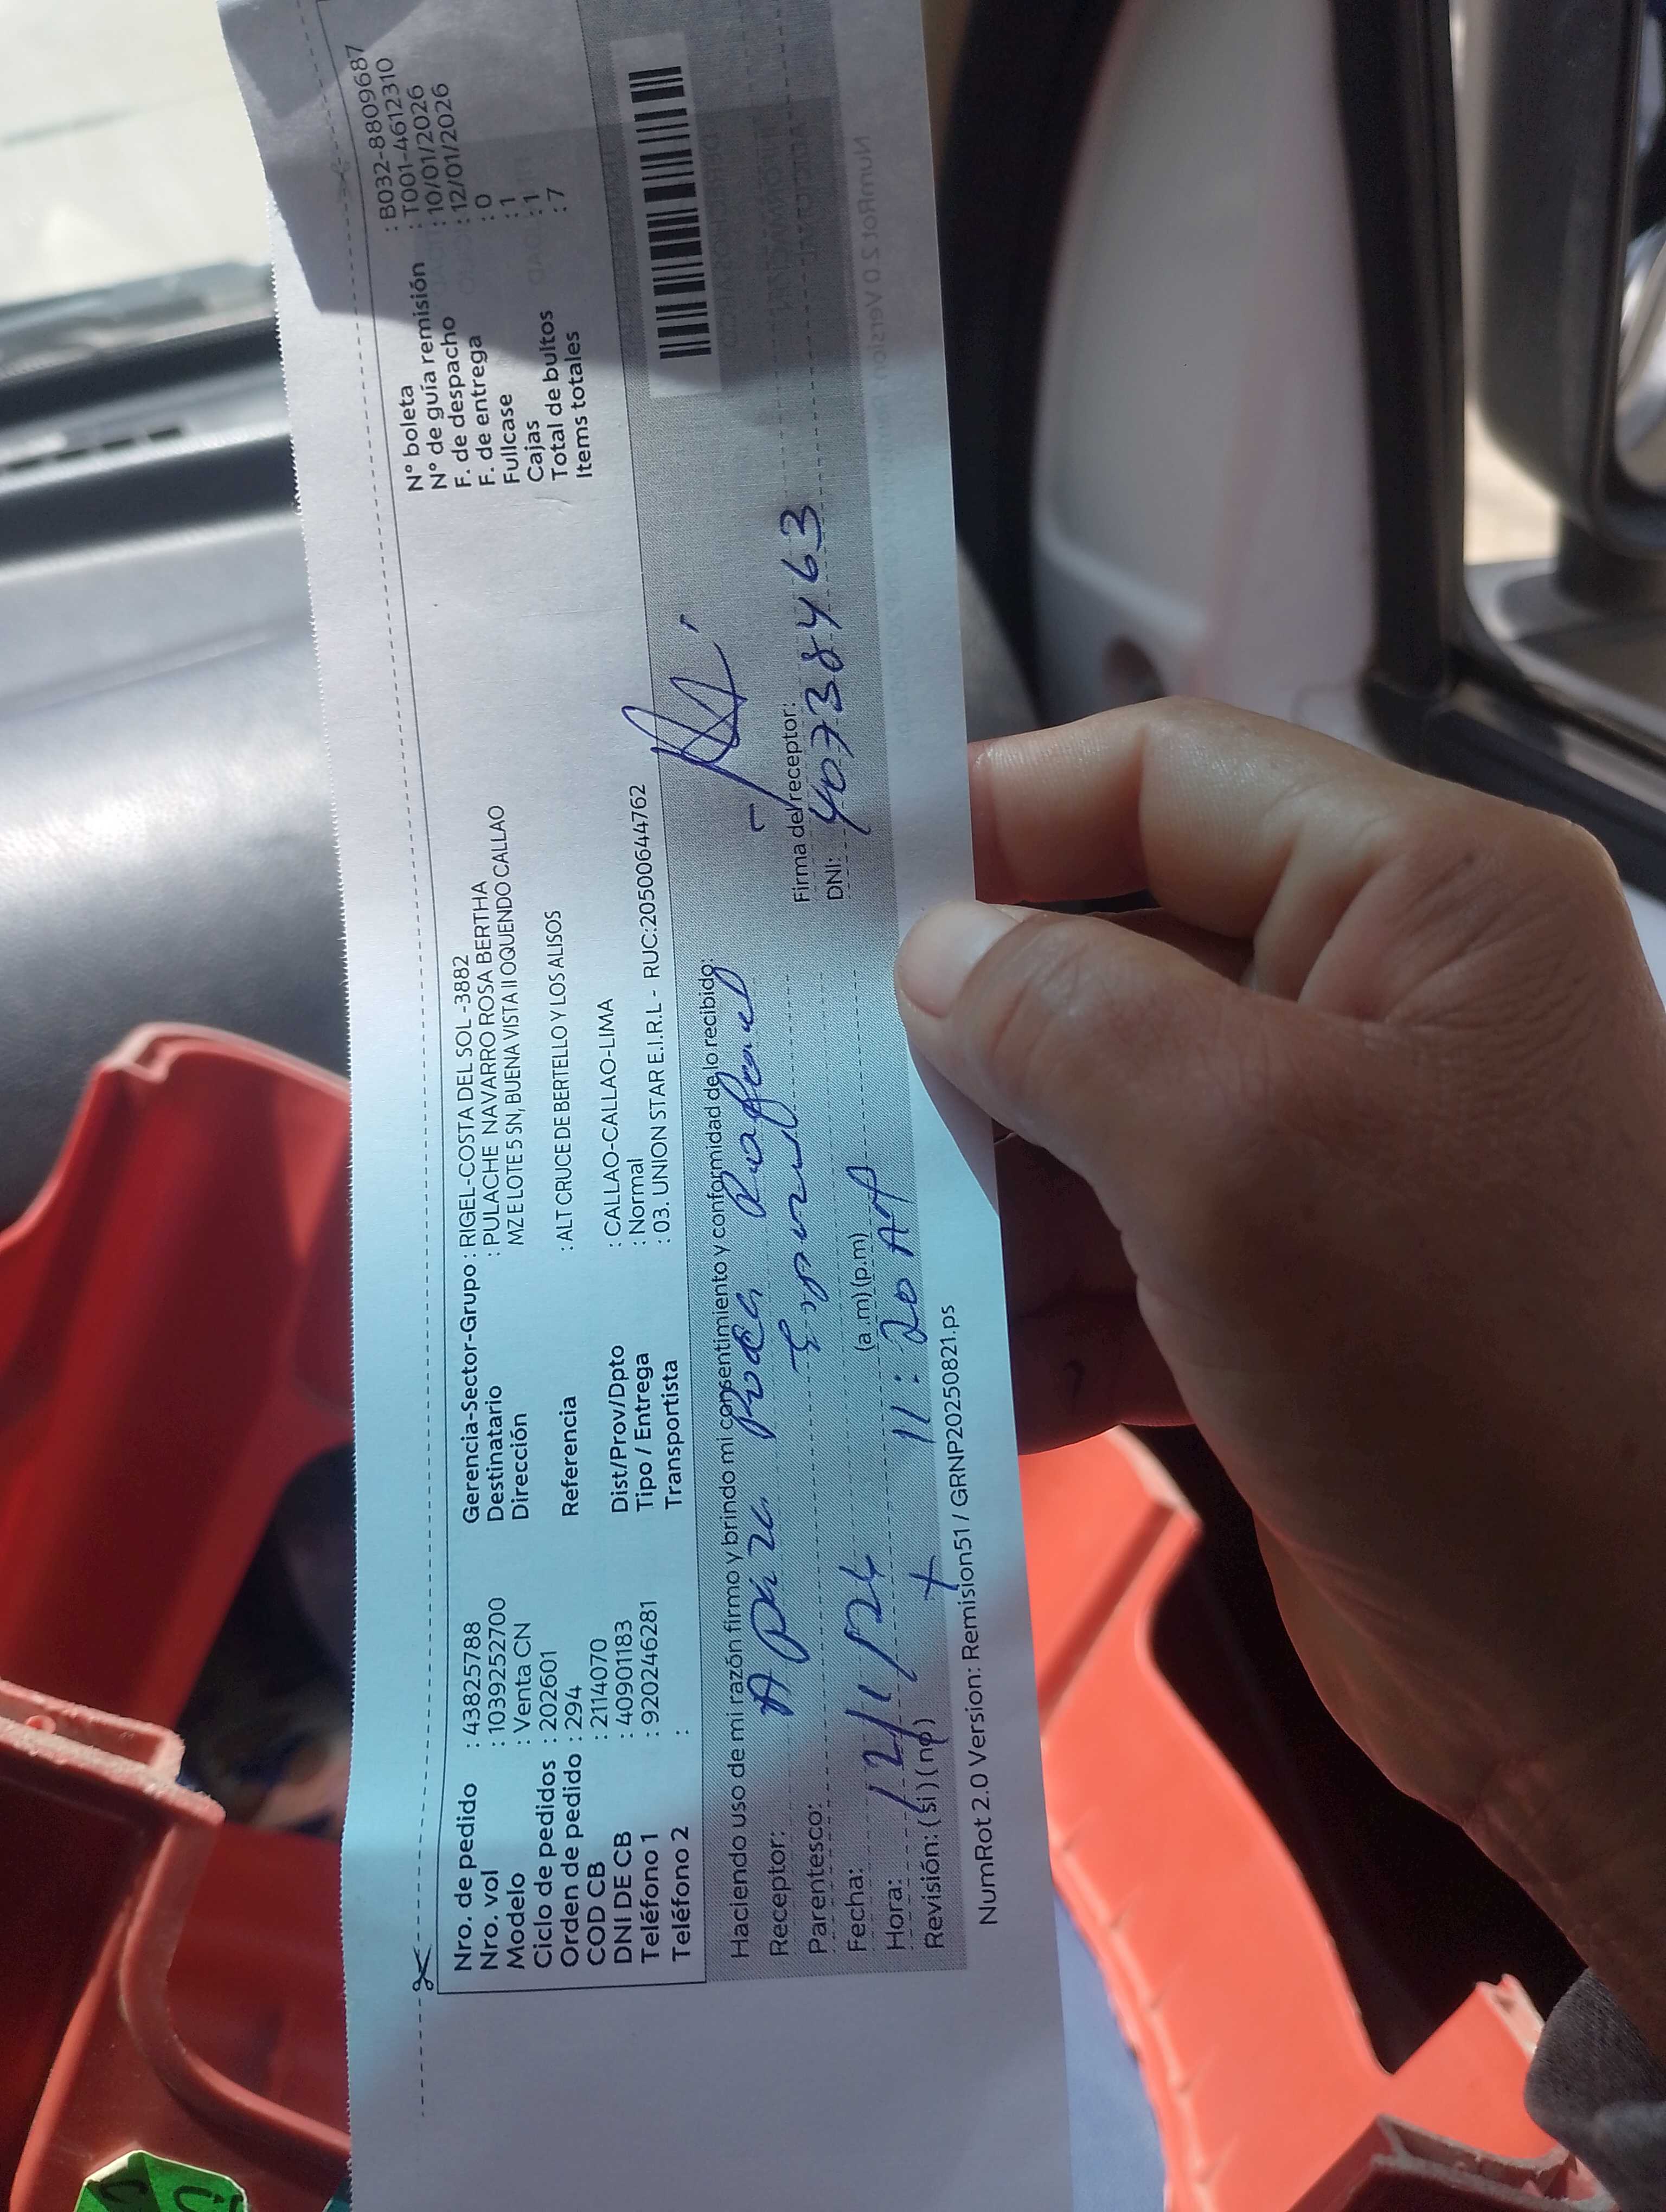 Nro. de pedido : 43825788
Nro. vol : 1039252700
Modelo : Venta CN
Ciclo de pedidos : 202601
Orden de pedido : 294
COD CB : 2114070
DNI DE CB : 40901183
Teléfono 1 : 920246281
Teléfono 2 :
Gerencia-Sector-Grupo : RIGEL-COSTA DEL SOL -3882
Destinatario : PULACHE NAVARRO ROSA BERTHA
Dirección MZ E LOTE 5 SN, BUENA VISTA II OQUENDO CALLAO
Referencia : ALT CRUCE DE BERTELLO Y LOS ALISOS
Dist/Prov/Dpto : CALLAO-CALLAO-LIMA
Tipo / Entrega : Normal
Transportista : 03. UNION STAR E.I.R.L - RUC:20500644762
N° boleta : B032-8809687
N° de guía remisión : T001-4612310
F. de despacho : 10/01/2026
F. de entrega : 12/01/2026
Fullcase : 0
Cajas : 1
Total de bultos : 1
Items totales : 7
Haciendo uso de mi razón firmo y brindo mi consentimiento y conformidad de lo recibido:
Receptor: Rafael
Parentesco:
Fecha: 12/1/26
(a .m) (p.m)
Hora: 11:20 AM
Revisión: ( si ) ( no ) X
Firma del receptor:
DNI: 40738463
NumRot 2.0 Version: Remision51 / GRNP20250821.ps